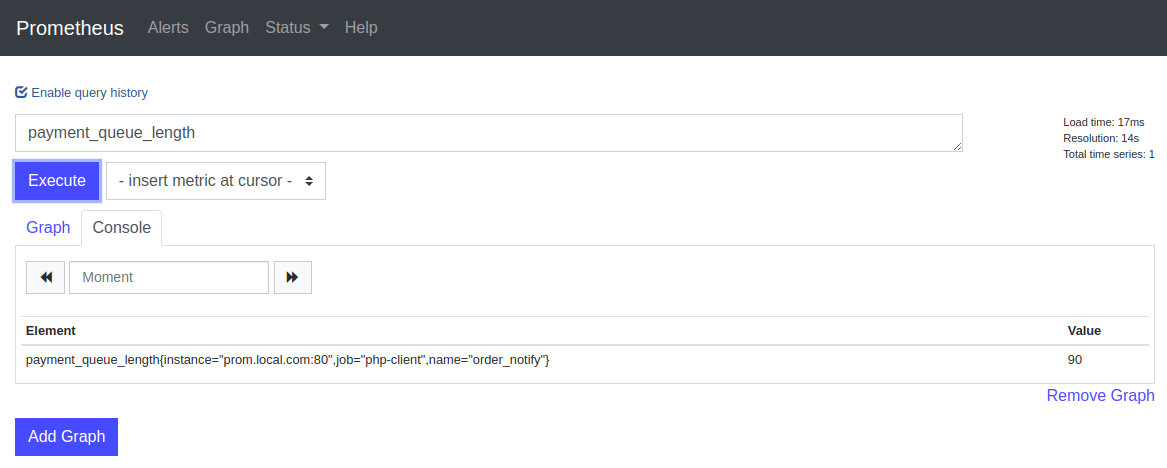 Prometheus Alerts Graph Status Help
Enable query history
payment_queue_length
Load time: 17ms
Resolution: 14s
Total time series: 1
Execute - insert metric at cursor -
Graph Console
Moment
Element Value
payment_queue_length{instance="prom.local.com:80",job="php-client",name="order_notify"} 90
Remove Graph
Add Graph